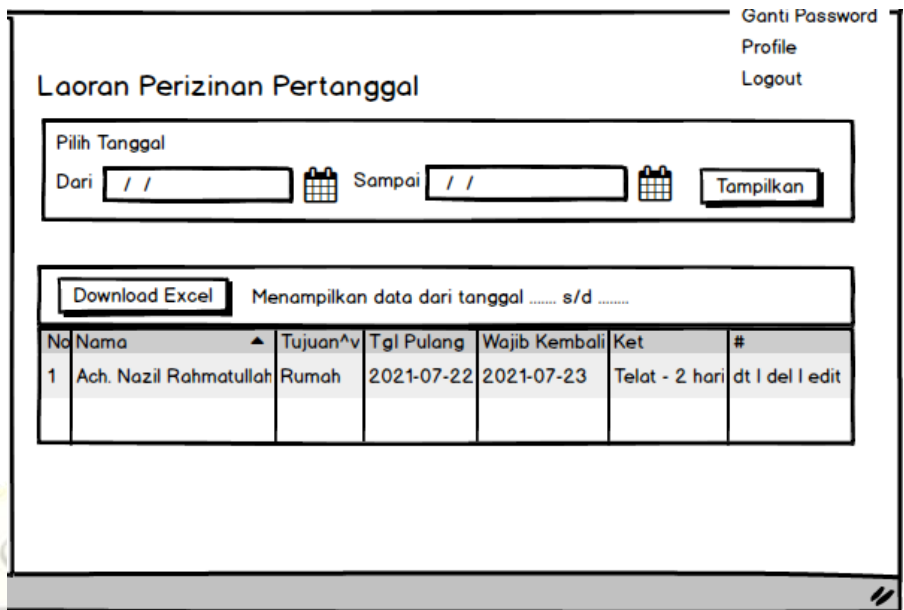 Ganti Password
Profile
Logout
Laoran Perizinan Pertanggal
Pilih Tanggal
Dari / / Sampai / / Tampilkan
Download Excel Menampilkan data dari tanggal ....... s/d ........
No Nama Tujuan^v Tgl Pulang Wajib Kembali Ket #
1 Ach. Nazil Rahmatullah Rumah 2021-07-22 2021-07-23 Telat - 2 hari dt | del | edit